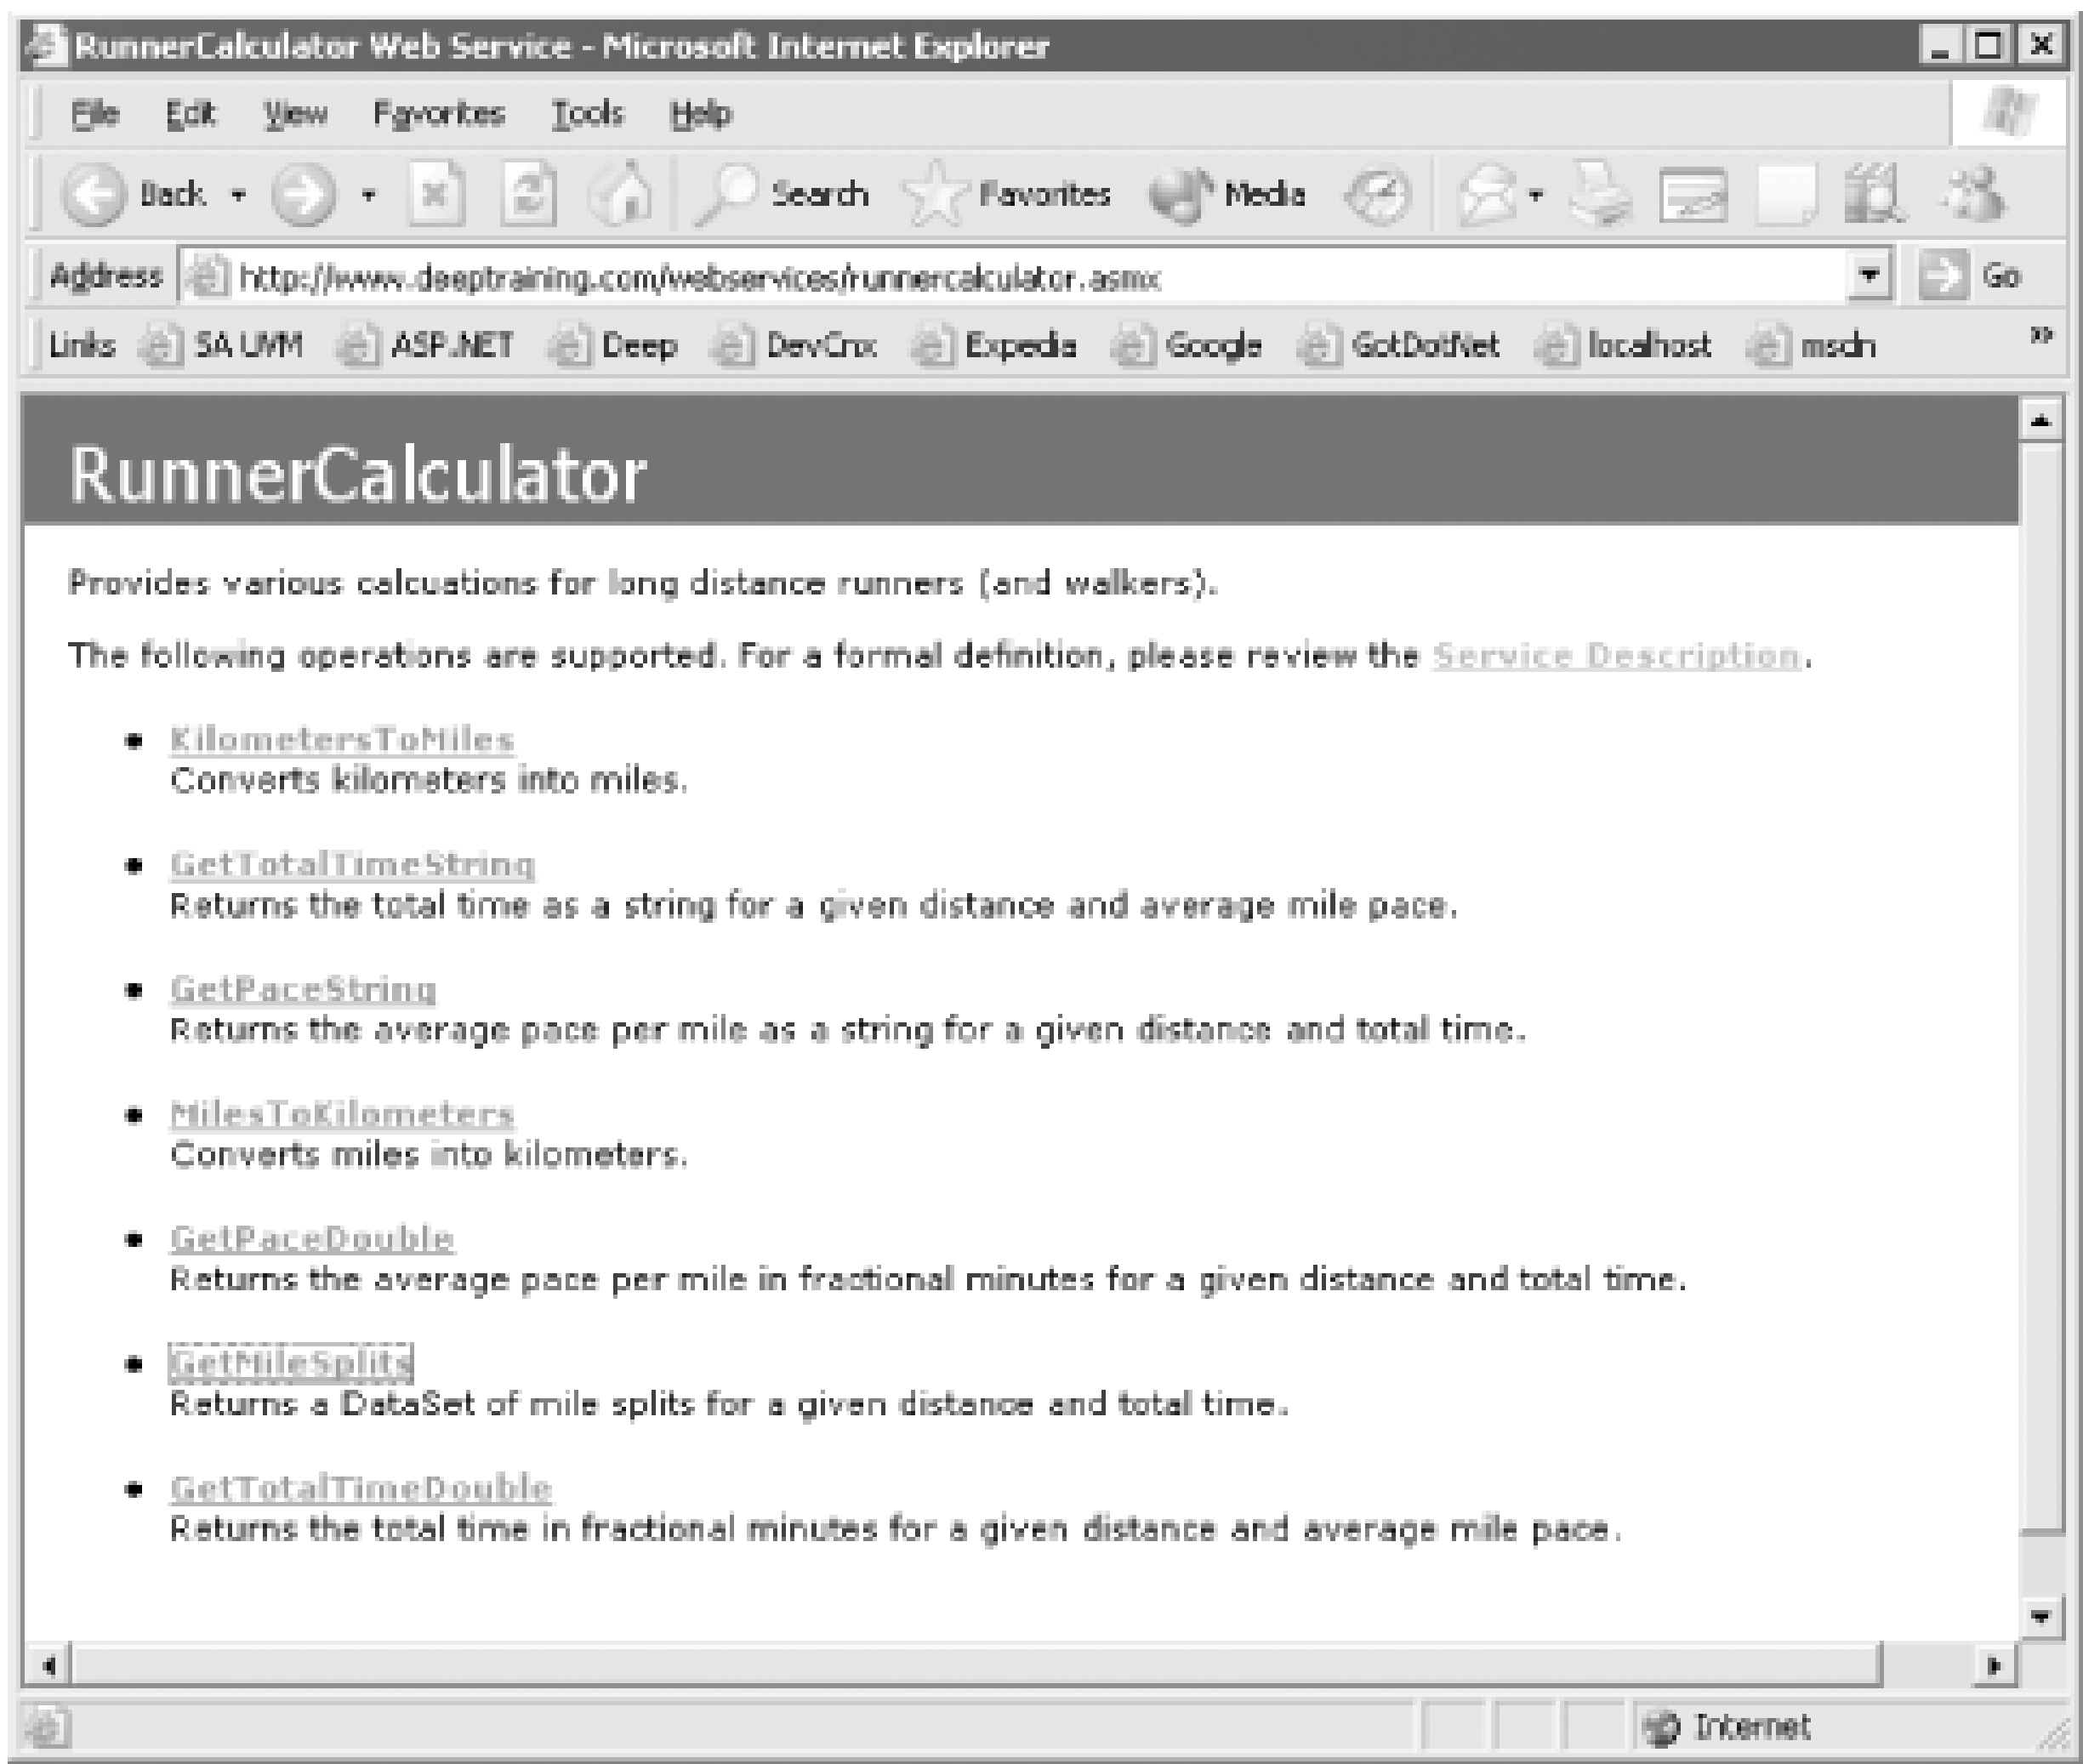 RunnerCalculator Web Service - Microsoft Internet Explorer
File Edit View Favorites Tools Help
Back Search Favorites Media
Address http://www.deeptraining.com/webservices/runnercalculator.asmx Go
Links SA UVM ASP.NET Deep DevCnx Expedia Google GotDotNet localhost msdn »
RunnerCalculator
Provides various calcuations for long distance runners (and walkers).
The following operations are supported. For a formal definition, please review the Service Description.
• KilometersToMiles
Converts kilometers into miles.
• GetTotalTimeString
Returns the total time as a string for a given distance and average mile pace.
• GetPaceString
Returns the average pace per mile as a string for a given distance and total time.
• MilesToKilometers
Converts miles into kilometers.
• GetPaceDouble
Returns the average pace per mile in fractional minutes for a given distance and total time.
• GetMileSplits
Returns a DataSet of mile splits for a given distance and total time.
• GetTotalTimeDouble
Returns the total time in fractional minutes for a given distance and average mile pace.
Internet